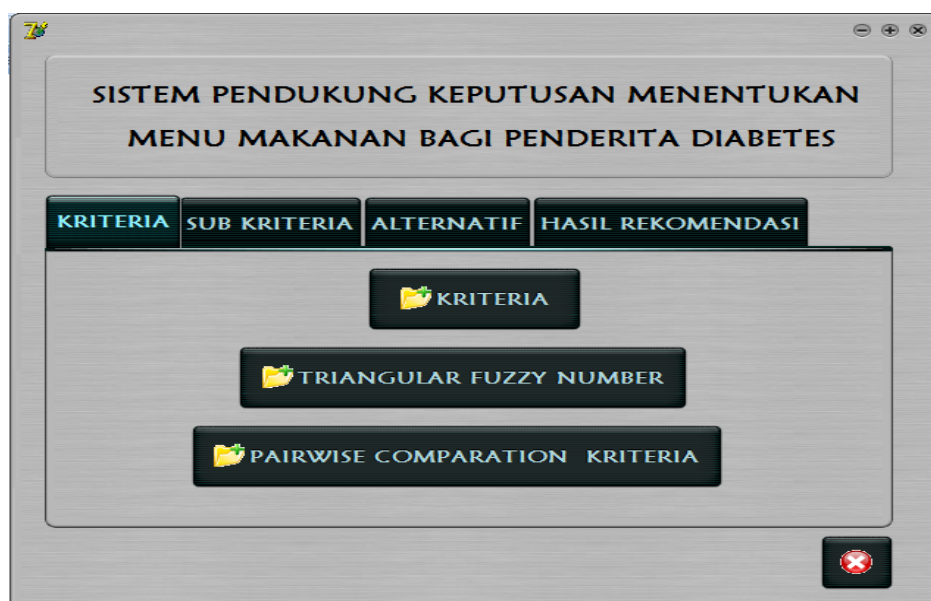 SISTEM PENDUKUNG KEPUTUSAN MENENTUKAN
MENU MAKANAN BAGI PENDERITA DIABETES
KRITERIA SUB KRITERIA ALTERNATIF HASIL REKOMENDASI
KRITERIA
TRIANGULAR FUZZY NUMBER
PAIRWISE COMPARATION KRITERIA